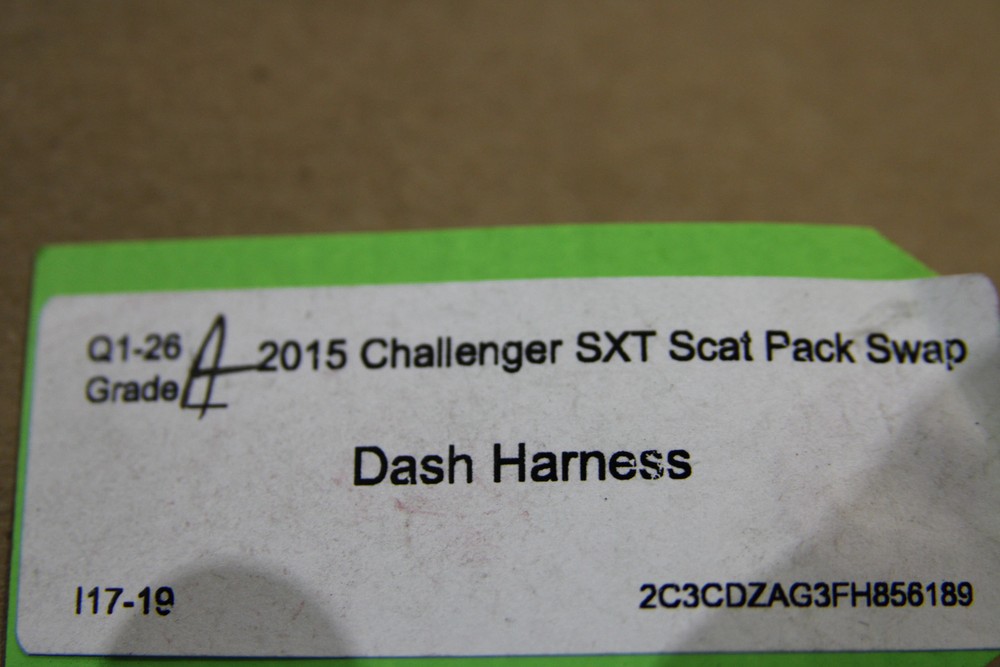 Q1-26 2015 Challenger SXT Scat Pack Swap
Grade A
Dash Harness
I17-19 2C3CDZAG3FH856189